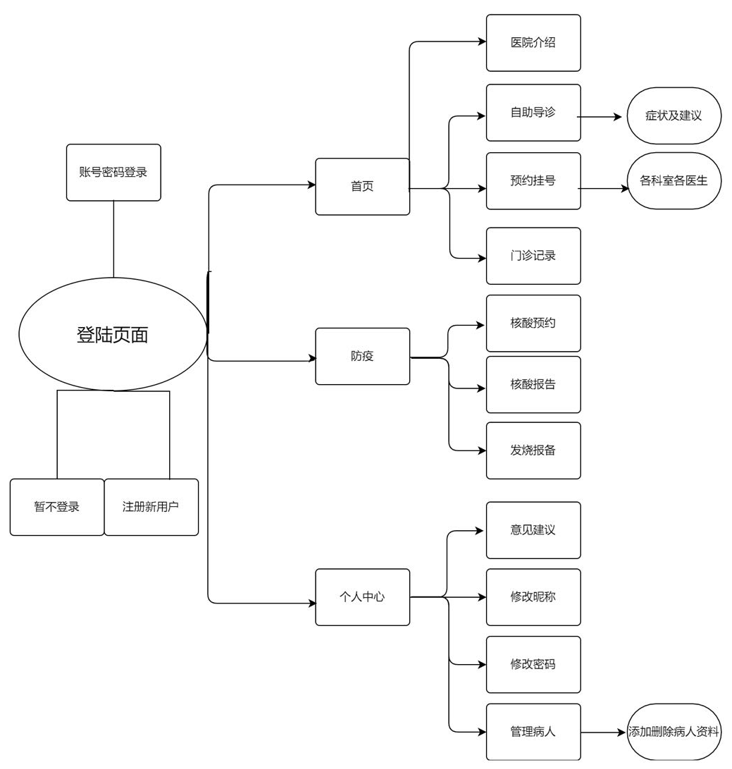 医院介绍
自助导诊
症状及建议
账号密码登录
首页
预约挂号
各科室各医生
门诊记录
登陆页面
核酸预约
防疫
核酸报告
发烧报备
暂不登录
注册新用户
意见建议
个人中心
修改昵称
修改密码
管理病人
添加删除病人资料